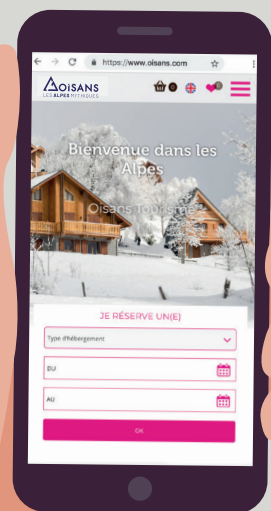 https://www.oisans.com
OISANS
LES ALPES MYTHIQUES
0
0
Bienvenue dans les
Alpes
Oisans Tourisme
JE RÉSERVE UN(E)
Type d'hébergement
DU
AU
OK